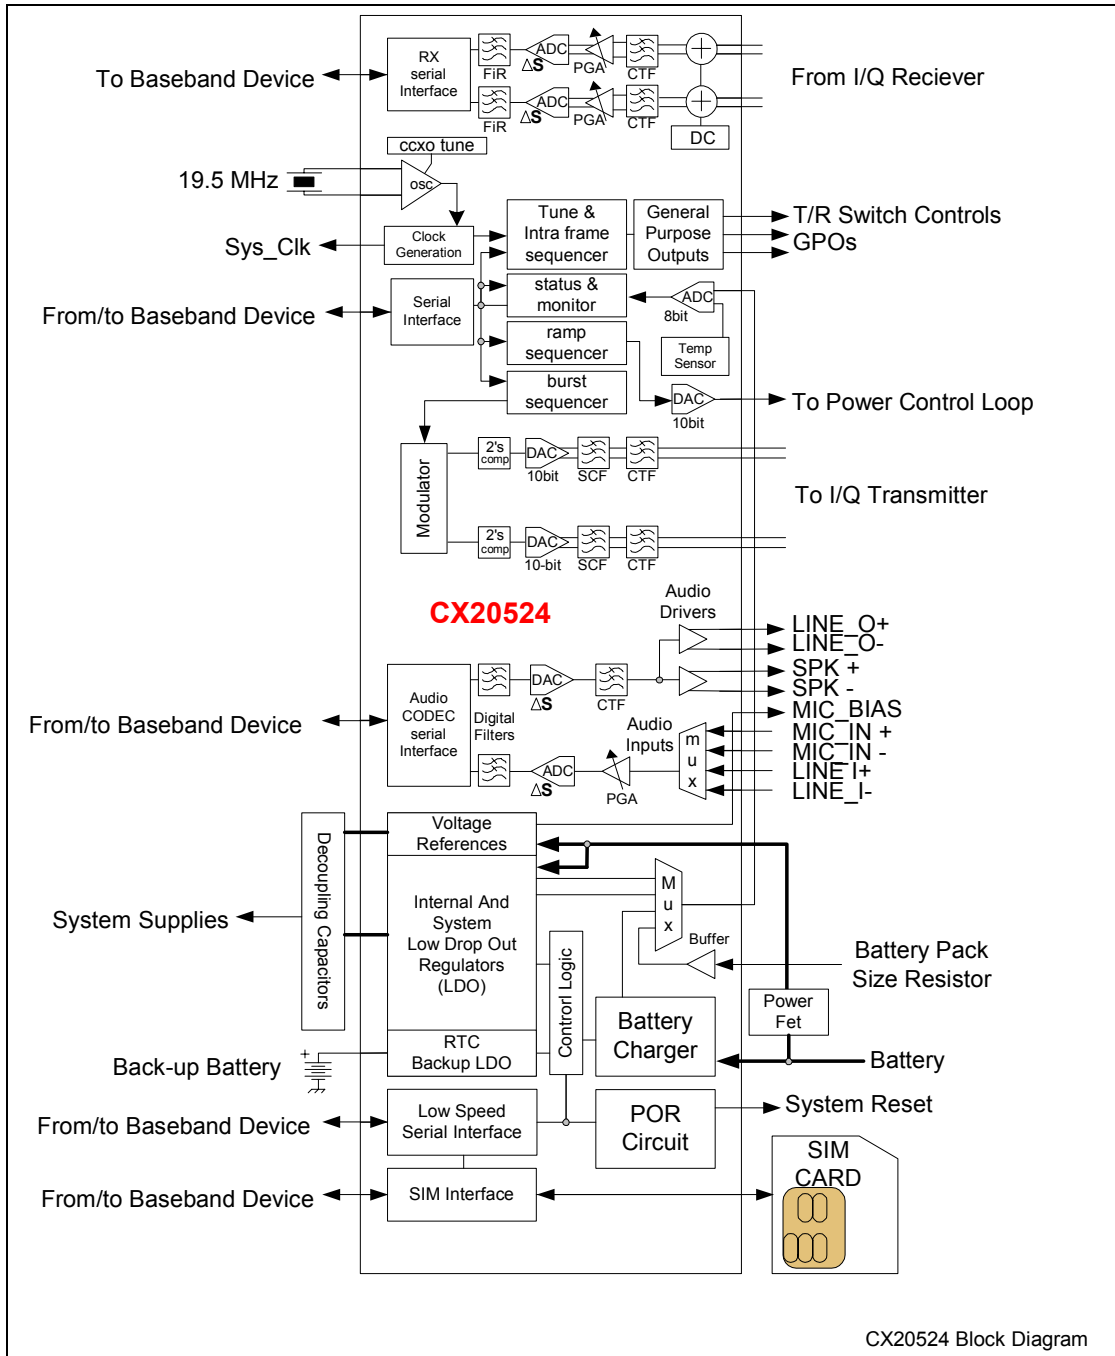 To Baseband Device
RX
serial
Interface
FiR
ΔS
ADC
PGA
CTF
From I/Q Reciever
FiR
ΔS
ADC
PGA
CTF
DC
ccxo tune
19.5 MHz
osc
Sys_Clk
Clock
Generation
Tune &
Intra frame
sequencer
General
Purpose
Outputs
T/R Switch Controls
GPOs
From/to Baseband Device
Serial
Interface
status &
monitor
ADC
8bit
Temp
Sensor
ramp
sequencer
burst
sequencer
DAC
10bit
To Power Control Loop
Modulator
2's
comp
DAC
10bit
SCF
CTF
To I/Q Transmitter
2's
comp
DAC
10-bit
SCF
CTF
CX20524
Audio
Drivers
LINE_O+
LINE_O-
SPK +
SPK -
MIC_BIAS
MIC_IN +
MIC_IN -
LINE_I+
LINE_I-
From/to Baseband Device
Audio
CODEC
serial
Interface
Digital
Filters
DAC
ΔS
CTF
Audio
Inputs
mux
ADC
ΔS
PGA
Voltage
References
Decoupling Capacitors
System Supplies
Internal And
System
Low Drop Out
Regulators
(LDO)
Mux
Buffer
Battery Pack
Size Resistor
Control Logic
Power
Fet
Battery
Charger
Battery
RTC
Backup LDO
+
Back-up Battery
From/to Baseband Device
Low Speed
Serial Interface
POR
Circuit
System Reset
From/to Baseband Device
SIM Interface
SIM
CARD
CX20524 Block Diagram